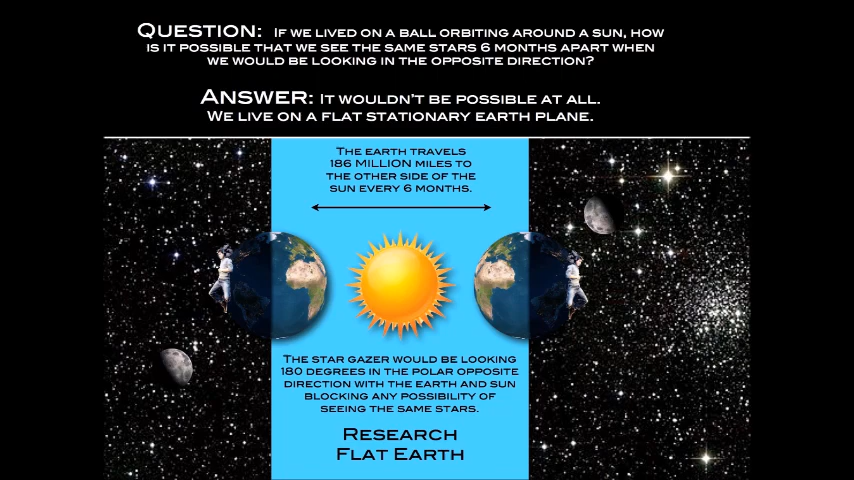 QUESTION: IF WE LIVED ON A BALL ORBITING AROUND A SUN, HOW
IS IT POSSIBLE THAT WE SEE THE SAME STARS 6 MONTHS APART WHEN
WE WOULD BE LOOKING IN THE OPPOSITE DIRECTION?
ANSWER: IT WOULDN'T BE POSSIBLE AT ALL.
WE LIVE ON A FLAT STATIONARY EARTH PLANE.
THE EARTH TRAVELS
186 MILLION MILES TO
THE OTHER SIDE OF THE
SUN EVERY 6 MONTHS.
THE STAR GAZER WOULD BE LOOKING
180 DEGREES IN THE POLAR OPPOSITE
DIRECTION WITH THE EARTH AND SUN
BLOCKING ANY POSSIBILITY OF
SEEING THE SAME STARS.
RESEARCH
FLAT EARTH